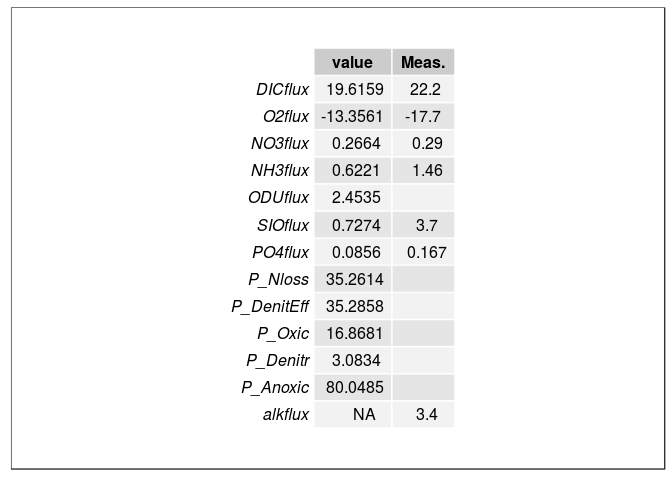 value Meas.
DICflux 19.6159 22.2
O2flux -13.3561 -17.7
NO3flux 0.2664 0.29
NH3flux 0.6221 1.46
ODUflux 2.4535
SIOflux 0.7274 3.7
PO4flux 0.0856 0.167
P_Nloss 35.2614
P_DenitEff 35.2858
P_Oxic 16.8681
P_Denitr 3.0834
P_Anoxic 80.0485
alkflux NA 3.4